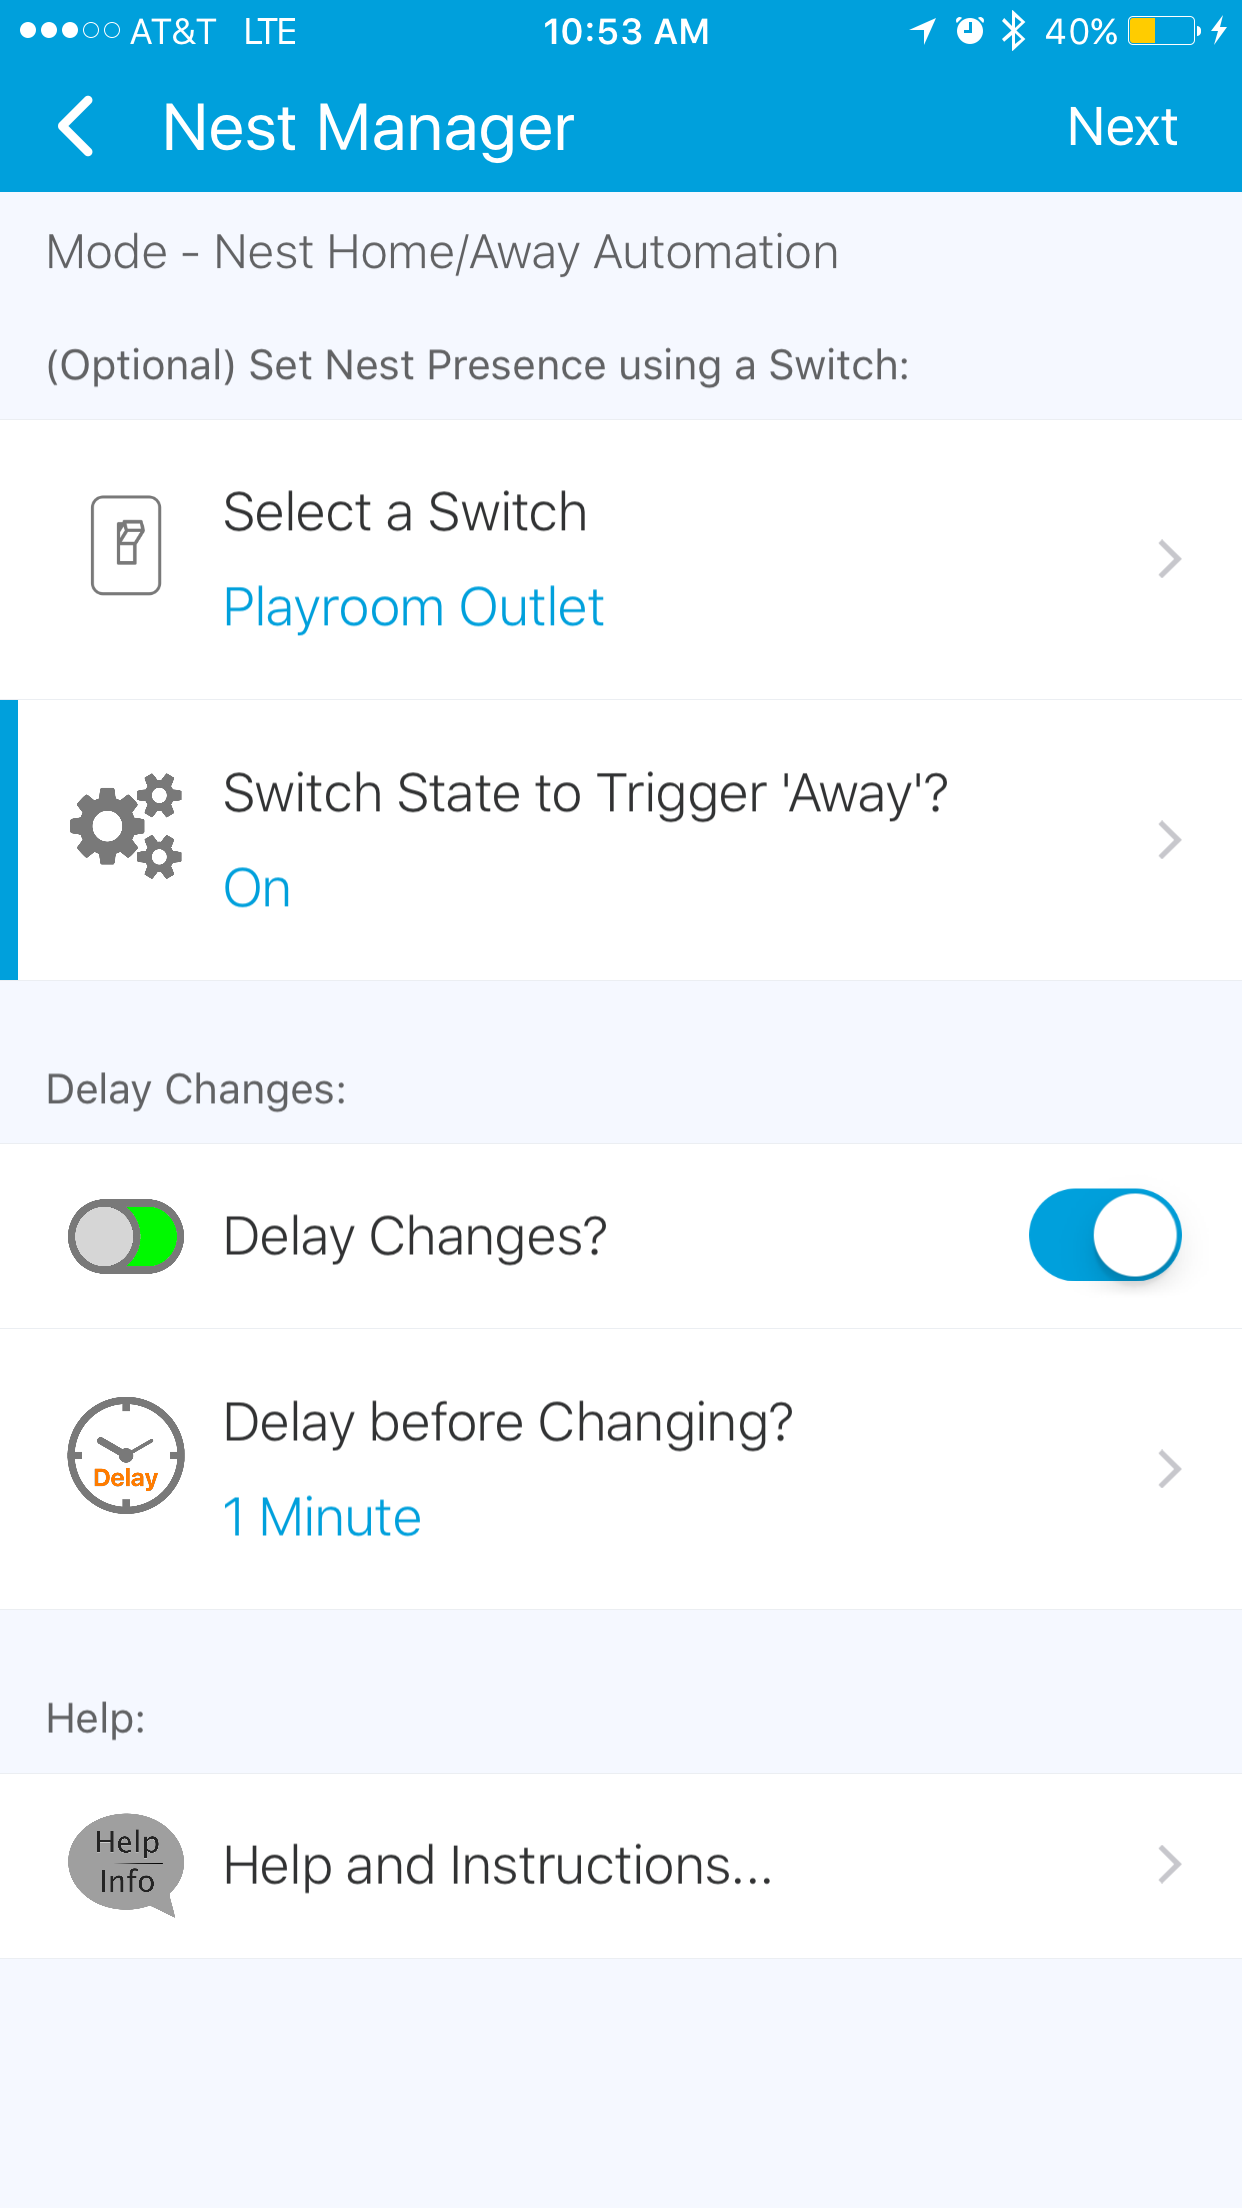 AT&T LTE 10:53 AM 40%
Nest Manager Next
Mode - Nest Home/Away Automation
(Optional) Set Nest Presence using a Switch:
Select a Switch
Playroom Outlet
Switch State to Trigger 'Away'?
On
Delay Changes:
Delay Changes?
Delay before Changing?
Delay
1 Minute
Help:
Help
Info
Help and Instructions...